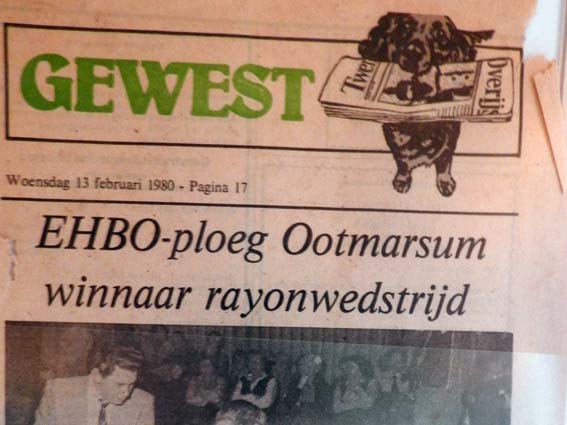 GEWEST
Twen
Overijs
Woensdag 13 februari 1980 - Pagina 17
EHBO-ploeg Ootmarsum
winnaar rayonwedstrijd